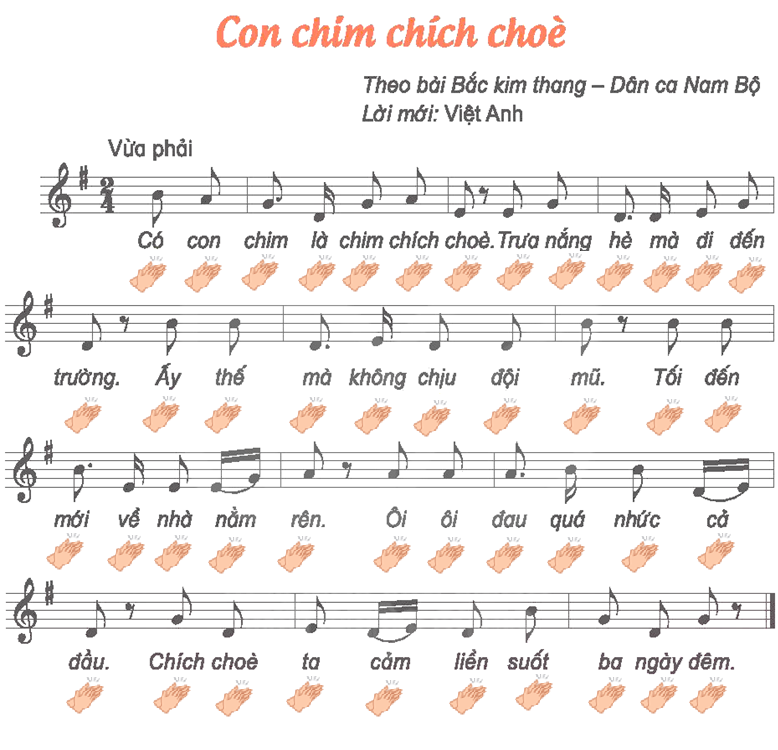 Con chim chích choè
Theo bài Bắc kim thang – Dân ca Nam Bộ
Lời mới: Việt Anh
Vừa phải
2
4
Có con chim là chim chích choè. Trưa nắng hè mà đi đến
trường. Ấy thế mà không chịu đội mũ. Tối đến
mới về nhà nằm rên. Ôi ôi đau quá nhức cả
đầu. Chích choè ta cảm liền suốt ba ngày đêm.